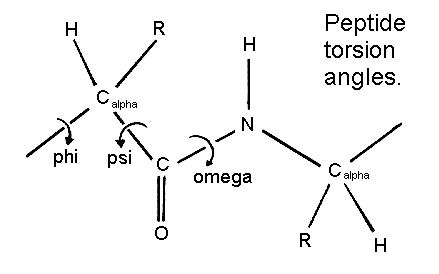 Peptide
torsion
angles.
H
R
H
C alpha
N
phi
psi
C
omega
C alpha
O
R
H